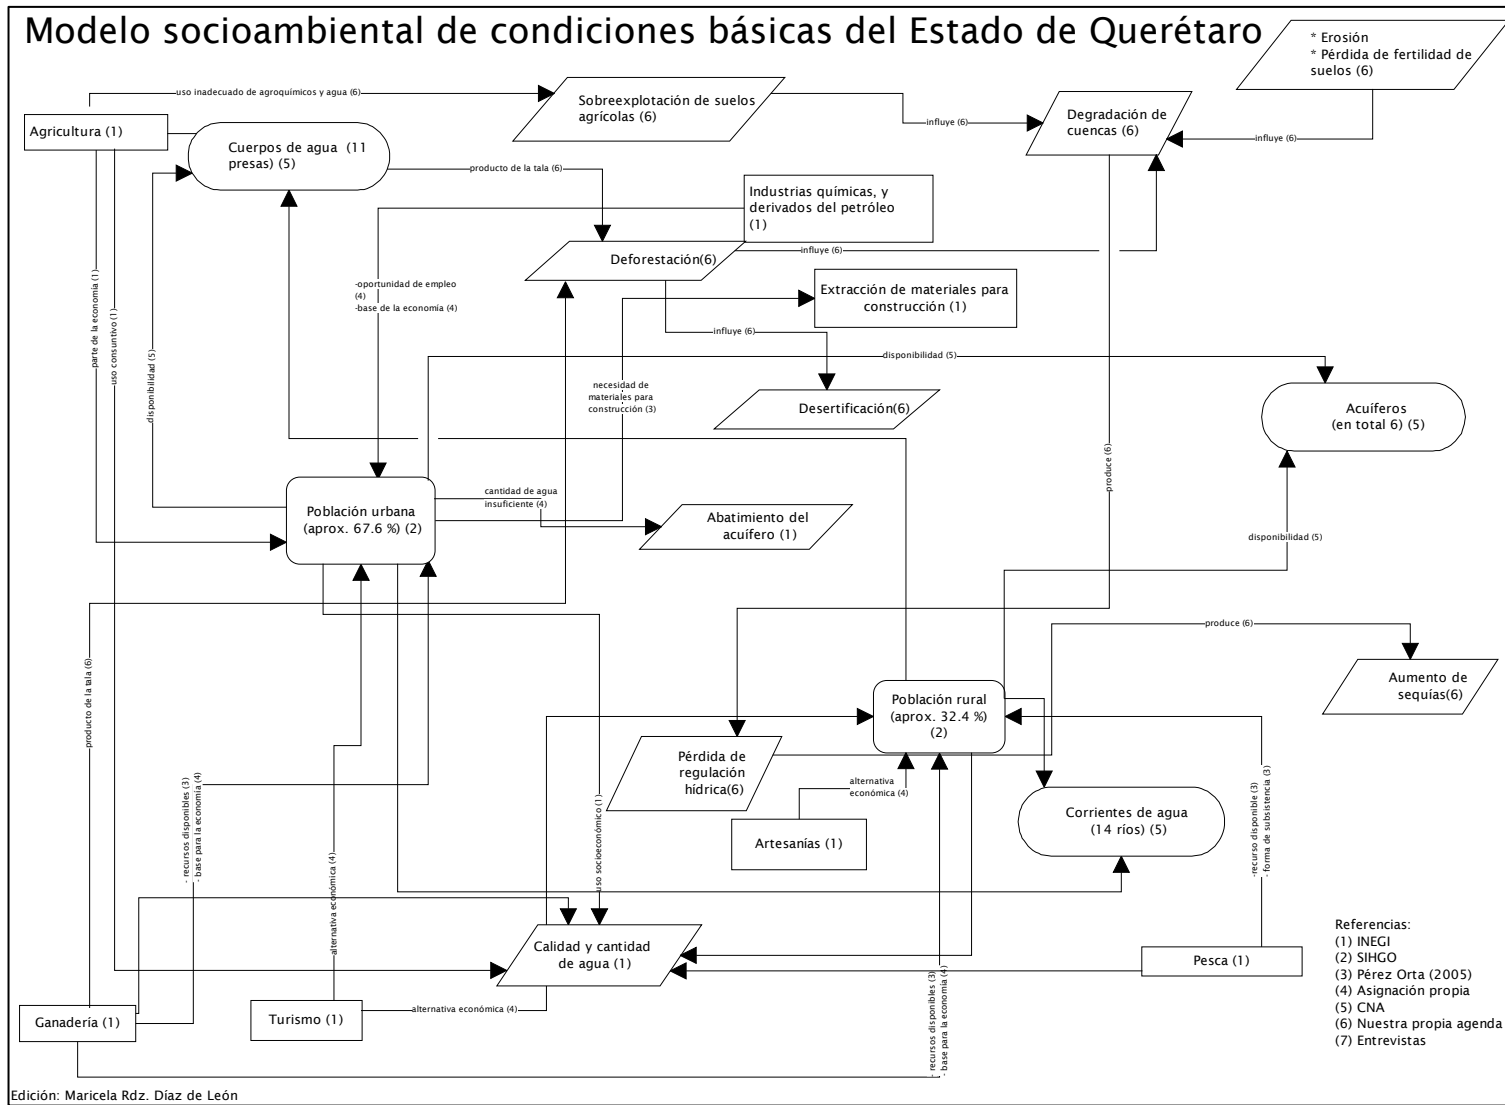 Modelo socioambiental de condiciones básicas del Estado de Querétaro
* Erosión
* Pérdida de fertilidad de
suelos (6)
uso inadecuado de agroquímicos y agua (6)
Sobreexplotación de suelos
agrícolas (6)
Degradación de
cuencas (6)
influye (6)
influye (6)
Agricultura (1)
Cuerpos de agua (11
presas) (5)
producto de la tala (6)
Industrias químicas, y
derivados del petróleo
(1)
Deforestación(6)
influye (6)
parte de la economía (1)
uso consuntivo (1)
disponibilidad (5)
-oportunidad de empleo
(4)
-base de la economía (4)
Extracción de materiales para
construcción (1)
influye (6)
disponibilidad (5)
necesidad de
materiales para
construcción (3)
Desertificación(6)
Acuíferos
(en total 6) (5)
produce (6)
Población urbana
(aprox. 67.6 %) (2)
cantidad de agua
insuficiente (4)
Abatimiento del
acuífero (1)
disponibilidad (5)
produce (6)
producto de la tala (6)
Población rural
(aprox. 32.4 %)
(2)
Aumento de
sequías(6)
Pérdida de
regulación
hídrica(6)
alternativa
económica (4)
- recursos disponibles (3)
- base para la economía (4)
uso socioeconómico (1)
Artesanías (1)
Corrientes de agua
(14 ríos) (5)
-recurso disponible (3)
- forma de subsistencia (3)
alternativa económica (4)
Calidad y cantidad
de agua (1)
Pesca (1)
- recursos disponibles (3)
- base para la economía (4)
Ganadería (1)
Turismo (1)
alternativa económica (4)
Referencias:
(1) INEGI
(2) SIHGO
(3) Pérez Orta (2005)
(4) Asignación propia
(5) CNA
(6) Nuestra propia agenda
(7) Entrevistas
Edición: Maricela Rdz. Díaz de León